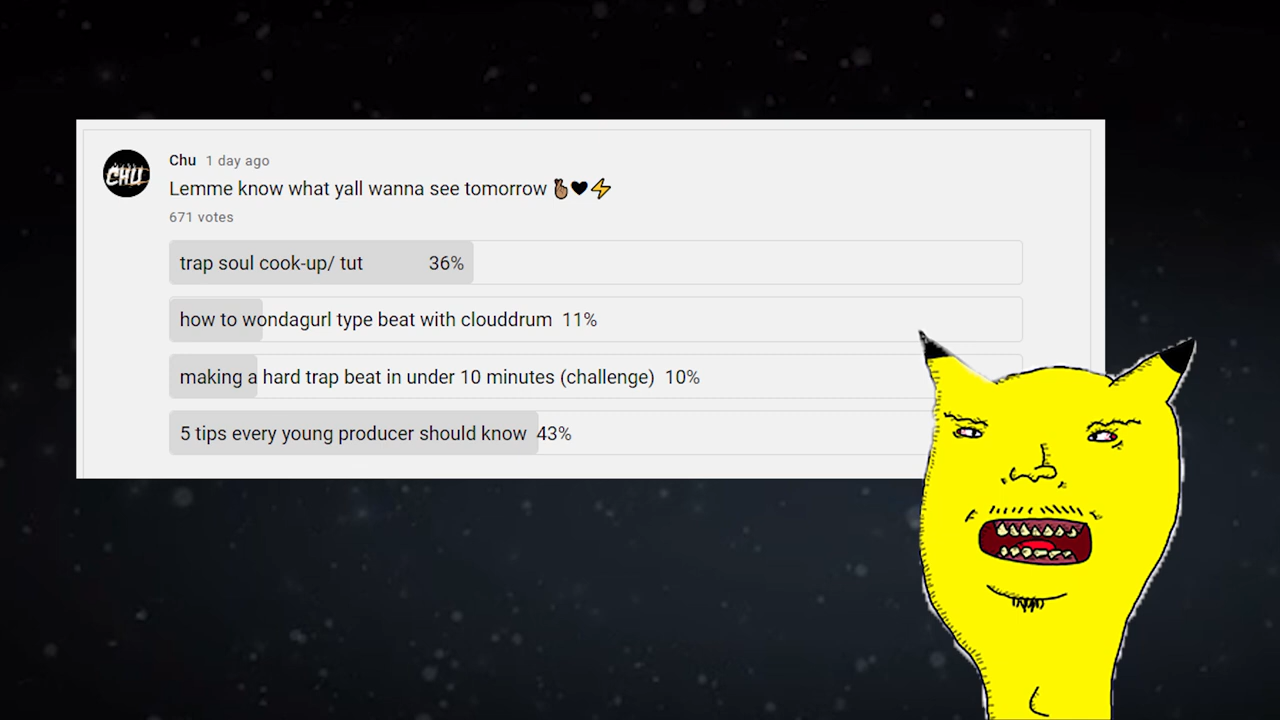 CHU
Chu 1 day ago
Lemme know what yall wanna see tomorrow 🫰🏽🖤⚡
671 votes
trap soul cook-up/ tut 36%
how to wondagurl type beat with clouddrum 11%
making a hard trap beat in under 10 minutes (challenge) 10%
5 tips every young producer should know 43%